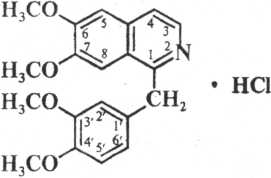 H₃CO 5 4
6 3
7 8 1 2 N
H₃CO
CH₂ • HCl
H₃CO
3' 2' 1'
4' 5' 6'
H₃CO